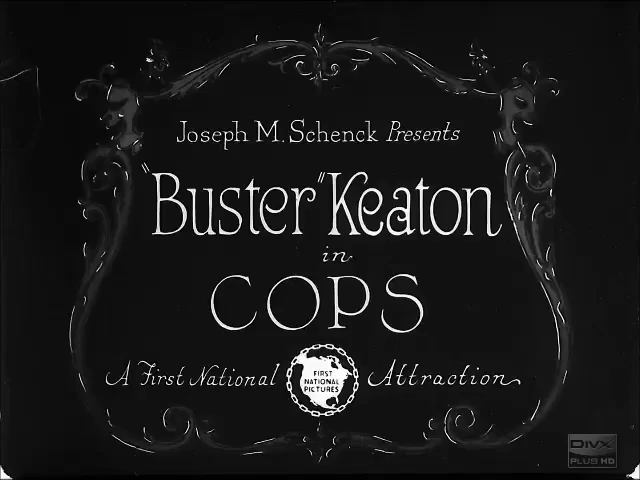 Joseph M. Schenck Presents
"Buster" Keaton
in
COPS
A First National Attraction
FIRST
NATIONAL
PICTURES
DIVX
PLUS HD